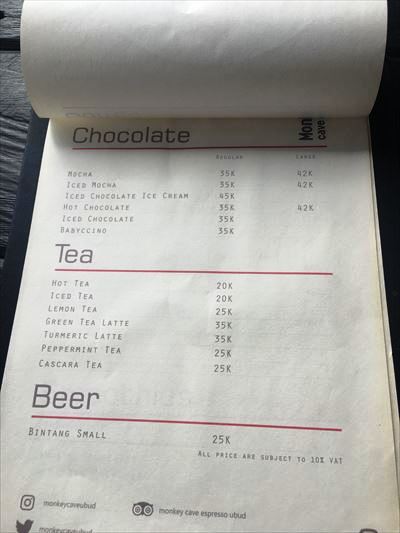 Chocolate
Mon
cave
Regular Large
Mocha 35K 42K
Iced Mocha 35K 42K
Iced Chocolate Ice Cream 45K
Hot Chocolate 35K 42K
Iced Chocolate 35K
Babyccino 35K
Tea
Hot Tea 20K
Iced Tea 20K
Lemon Tea 25K
Green Tea Latte 35K
Turmeric Latte 35K
Peppermint Tea 25K
Cascara Tea 25K
Beer
Bintang Small 25K
All price are subject to 10% VAT
monkeycaveubud monkey cave espresso ubud
monkeycaveubud